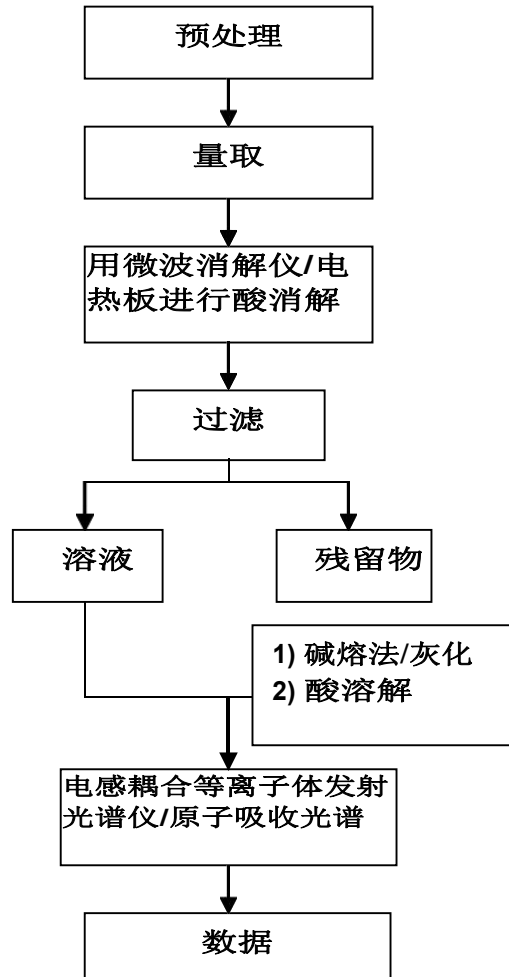 预处理
量取
用微波消解仪/电
热板进行酸消解
过滤
溶液
残留物
1) 碱熔法/灰化
2) 酸溶解
电感耦合等离子体发射
光谱仪/原子吸收光谱
数据